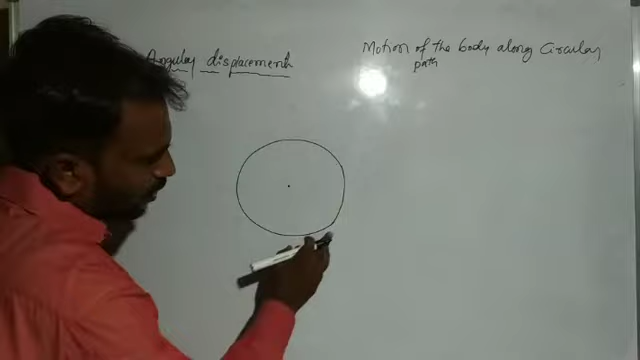 Angular displacement
Motion of the body along Circular
path